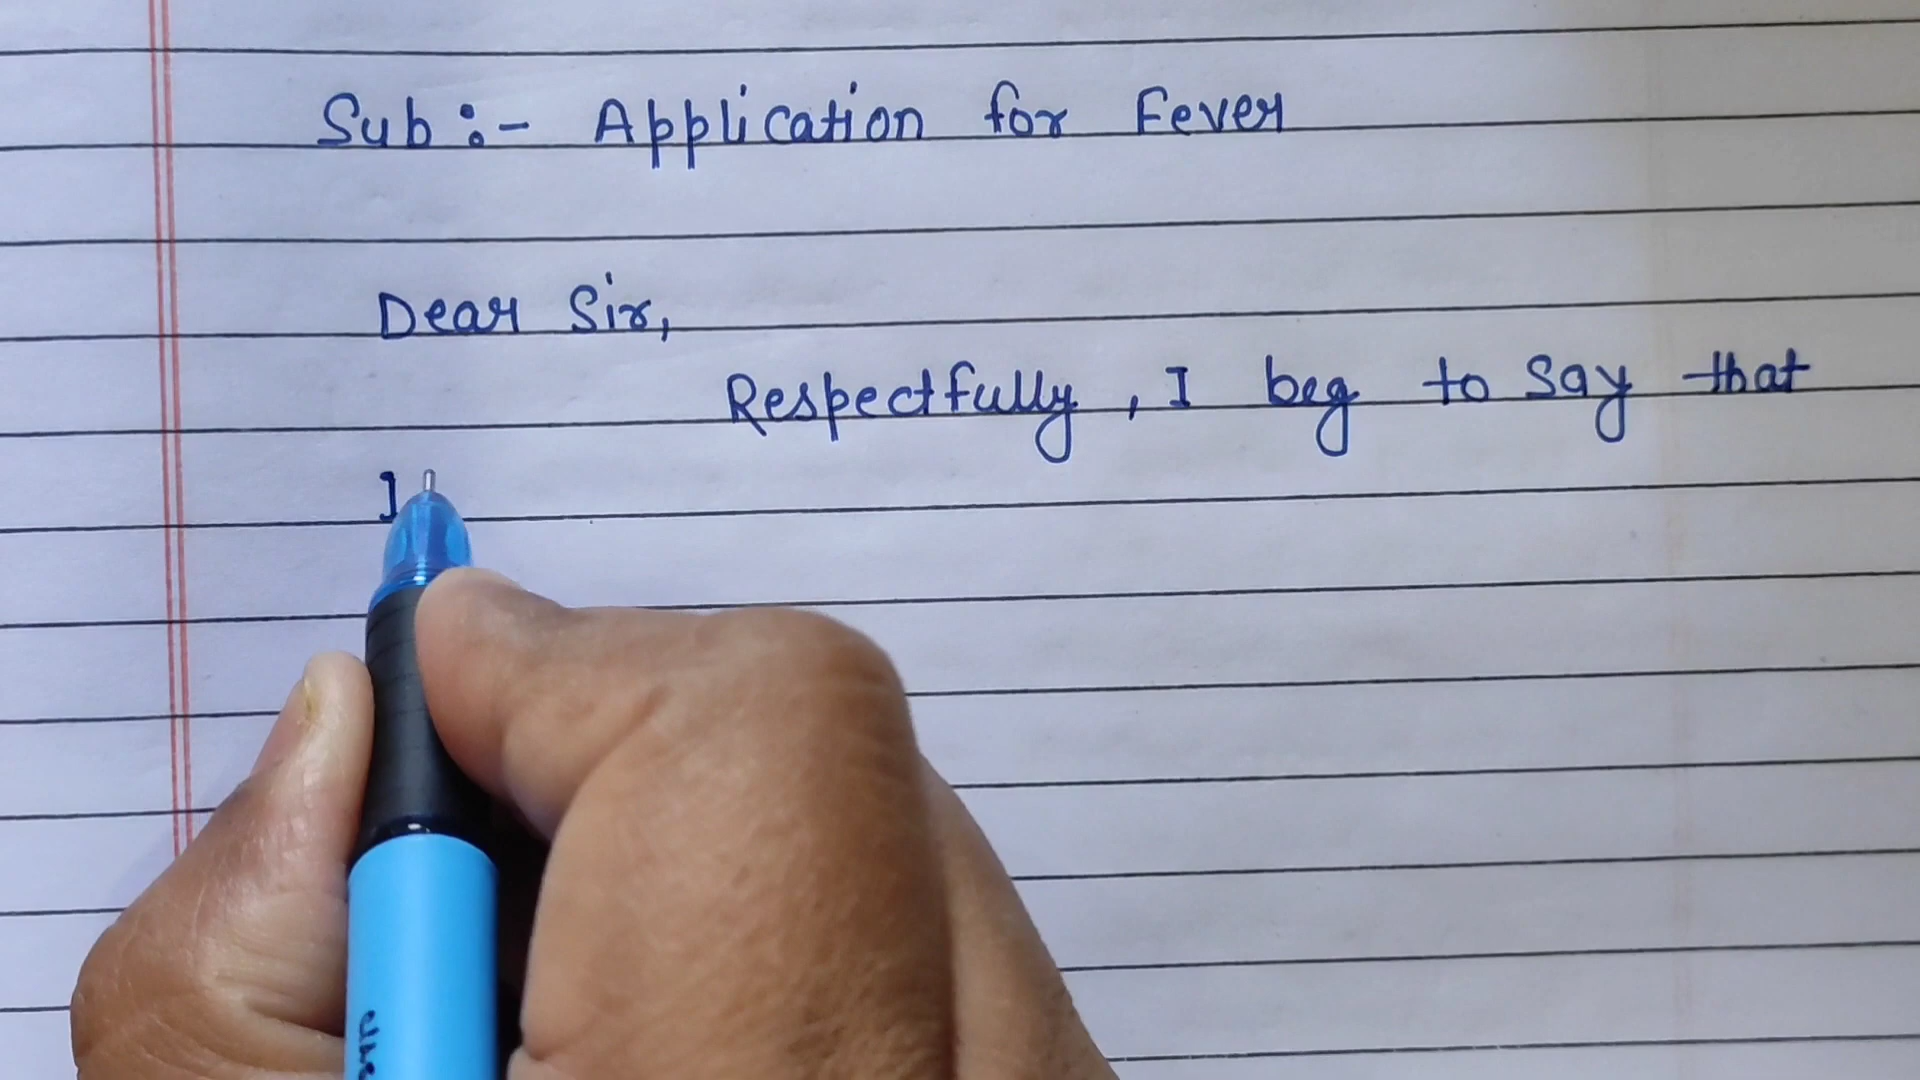 Sub:- Application for Fever
Dear Sir,
Respectfully, I beg to say that
I